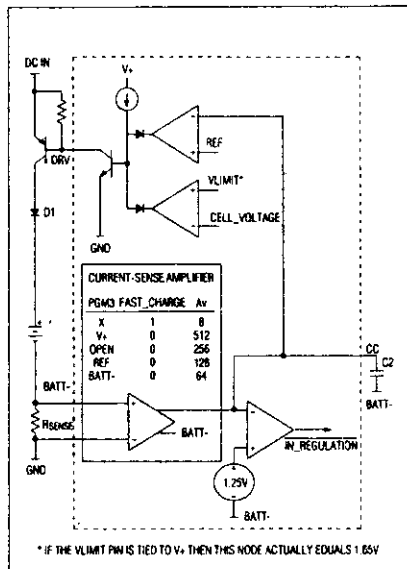 DC IN
V+
DRV
REF
VLIMIT*
CELL_VOLTAGE
D1
GND
CURRENT-SENSE AMPLIFIER
PGM3 FAST_CHARGE Av
X 1 8
V+ 0 512
OPEN 0 256
REF 0 128
BATT- 0 64
CC
C2
BATT-
BATT-
RSENSE
BATT-
IN_REGULATION
GND
1.25V
BATT-
* IF THE VLIMIT PIN IS TIED TO V+ THEN THIS NODE ACTUALLY EQUALS 1.65V